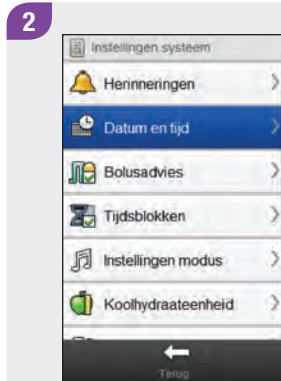 2
Instellingen systeem
Herinneringen
Datum en tijd
Bolusadvies
Tijdsblokken
Instellingen modus
Koolhydraateenheid
Terug